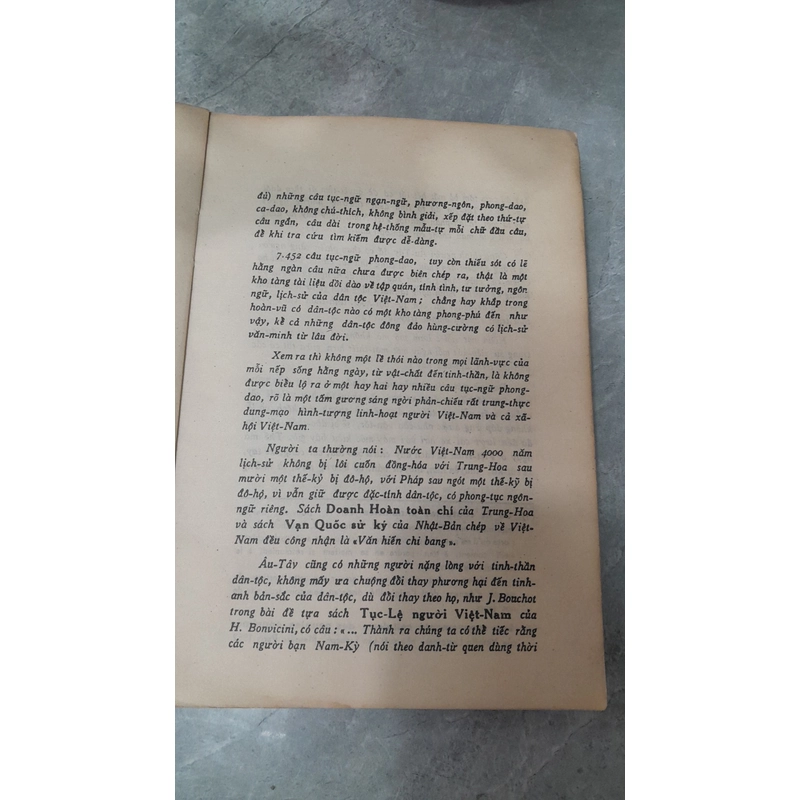 đủ) những câu tục-ngữ ngạn-ngữ, phương-ngôn, phong-dao,
ca-dao, không chú-thích, không bình giải, xếp đặt theo thứ-tự
câu ngắn, câu dài trong hệ-thống mẫu-tự mỗi chữ đầu câu,
để khi tra cứu tìm kiếm được dễ-dàng.
7.452 câu tục-ngữ phong-dao, tuy còn thiếu sót có lẽ
hằng ngàn câu nữa chưa được biên chép ra, thật là một
kho tàng tài liệu dồi dào về tập quán, tính tình, tư tưởng, ngôn
ngữ, lịch-sử của dân tộc Việt-Nam ; chẳng hay khắp trong
hoàn-vũ có dân-tộc nào có một kho tàng phong-phú đến như
vậy, kể cả những dân-tộc đông đảo hùng-cường có lịch-sử
văn-minh từ lâu đời.
Xem ra thì không một lề thói nào trong mọi lãnh-vực của
mỗi nếp sống hằng ngày, từ vật-chất đến tinh-thần, là không
được biểu lộ ra ở một hay hai hay nhiều câu tục-ngữ phong-
dao, rõ là một tấm gương sáng ngời phản-chiếu rất trung-thực
dung-mạo hình-tượng linh-hoạt người Việt-Nam và cả xã-
hội Việt-Nam.
Người ta thường nói : Nước Việt-Nam 4000 năm
lịch-sử không bị lôi cuốn đồng-hóa với Trung-Hoa sau
mười một thế-kỷ bị đô-hộ, với Pháp sau ngót một thế-kỷ bị
đô-hộ, vì vẫn giữ được đặc-tính dân-tộc, có phong-tục ngôn-
ngữ riêng. Sách Doanh Hoàn toàn chí của Trung-Hoa
và sách Vạn Quốc sử ký của Nhật-Bản chép về Việt-
Nam đều công nhận là «Văn hiến chi bang».
Âu-Tây cũng có những người nặng lòng với tinh-thần
dân-tộc, không mấy ưa chuộng đổi thay phương hại đến tinh-
anh bản-sắc của dân-tộc, dù đổi thay theo họ, như J. Bouchot
trong bài đề tựa sách Tục-Lệ người Việt-Nam của
H. Bonvicini, có câu : «... Thành ra chúng ta có thể tiếc rằng
các người bạn Nam-Kỳ (nói theo danh-từ quen dùng thời